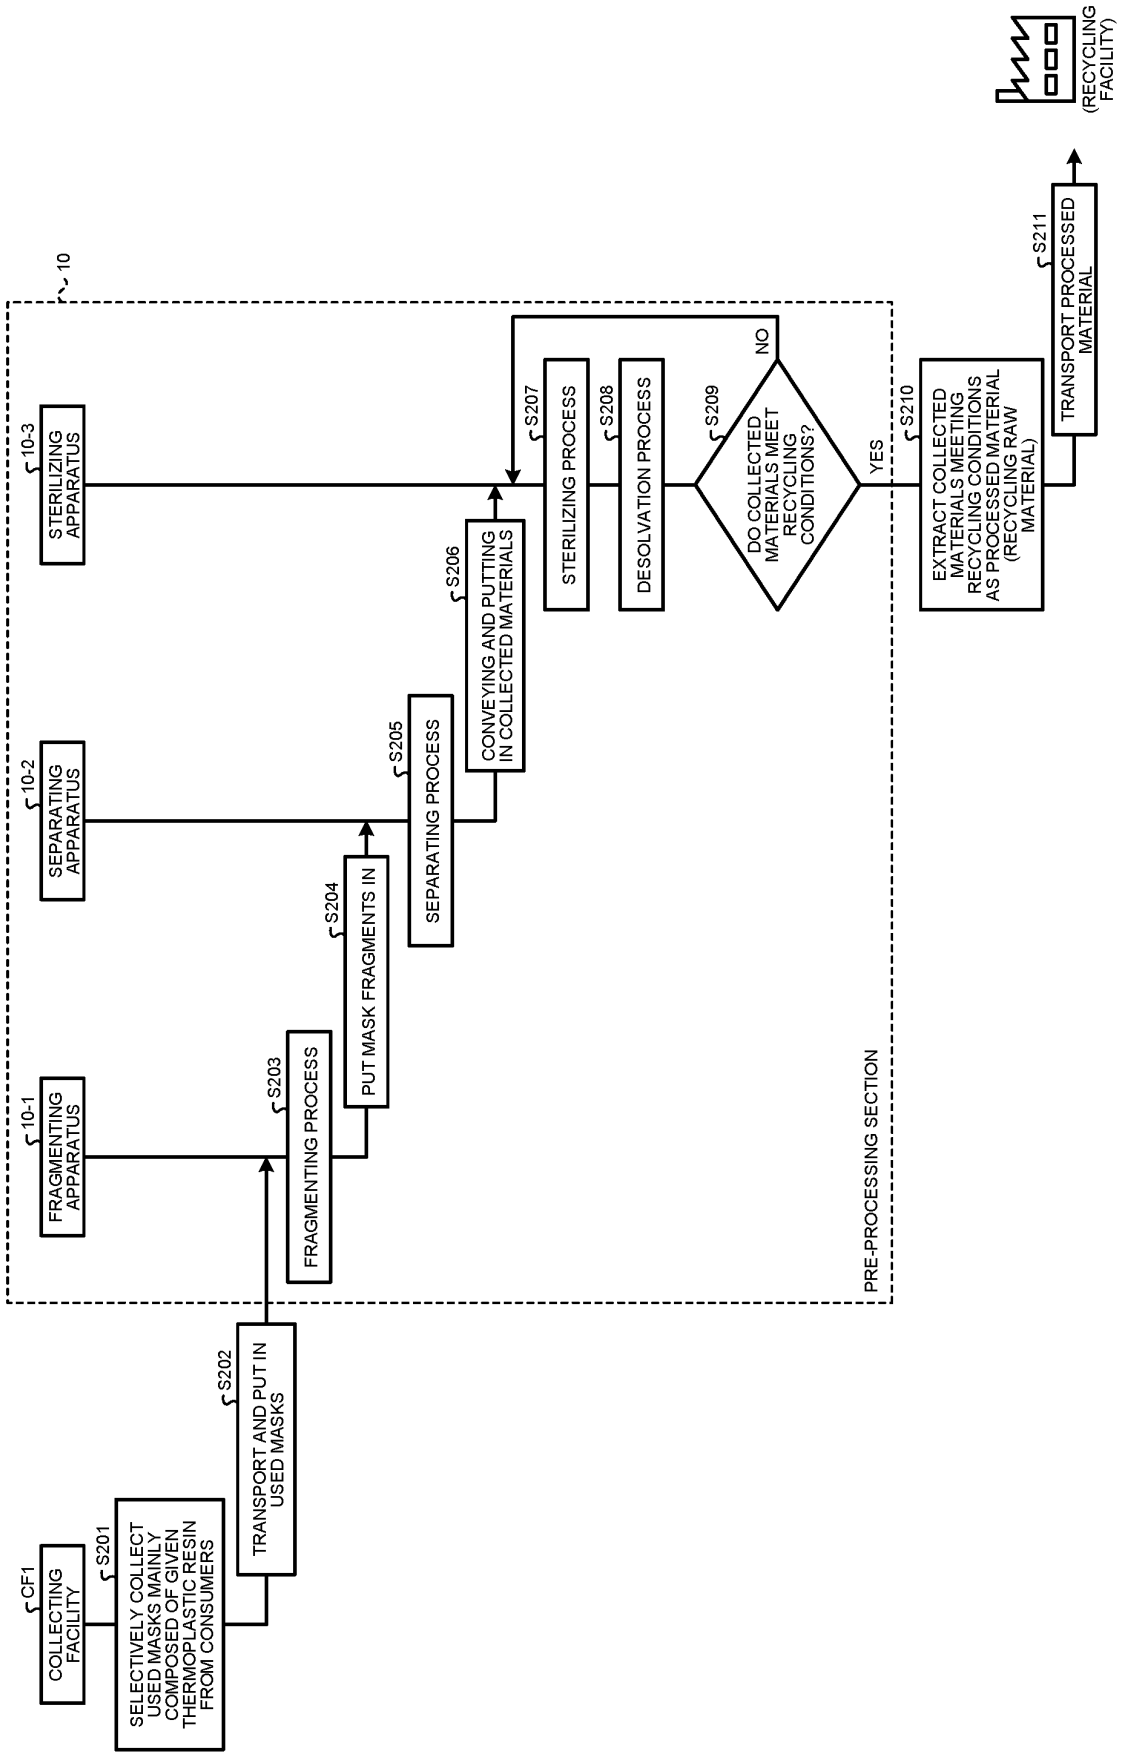 CF1
COLLECTING
FACILITY
10-1
FRAGMENTING
APPARATUS
10-2
SEPARATING
APPARATUS
10-3
STERILIZING
APPARATUS
10
S201
SELECTIVELY COLLECT
USED MASKS MAINLY
COMPOSED OF GIVEN
THERMOPLASTIC RESIN
FROM CONSUMERS
S202
TRANSPORT AND PUT IN
USED MASKS
S203
FRAGMENTING PROCESS
S204
PUT MASK FRAGMENTS IN
S205
SEPARATING PROCESS
S206
CONVEYING AND PUTTING
IN COLLECTED MATERIALS
S207
STERILIZING PROCESS
S208
DESOLVATION PROCESS
S209
DO COLLECTED
MATERIALS MEET
RECYCLING
CONDITIONS?
NO
YES
PRE-PROCESSING SECTION
S210
EXTRACT COLLECTED
MATERIALS MEETING
RECYCLING CONDITIONS
AS PROCESSED MATERIAL
(RECYCLING RAW
MATERIAL)
S211
TRANSPORT PROCESSED
MATERIAL
(RECYCLING
FACILITY)